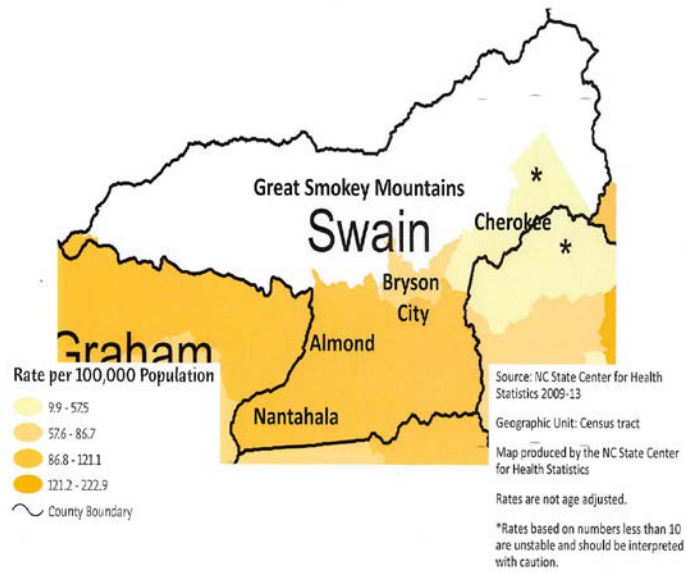 *
Great Smokey Mountains
Swain
Cherokee
*
Bryson
City
Graham
Almond
Nantahala
Rate per 100,000 Population
9.9 - 57.5
57.6 - 86.7
86.8 - 121.1
121.2 - 222.9
County Boundary
Source: NC State Center for Health
Statistics 2009-13
Geographic Unit: Census tract
Map produced by the NC State Center
for Health Statistics
Rates are not age adjusted.
*Rates based on numbers less than 10
are unstable and should be interpreted
with caution.